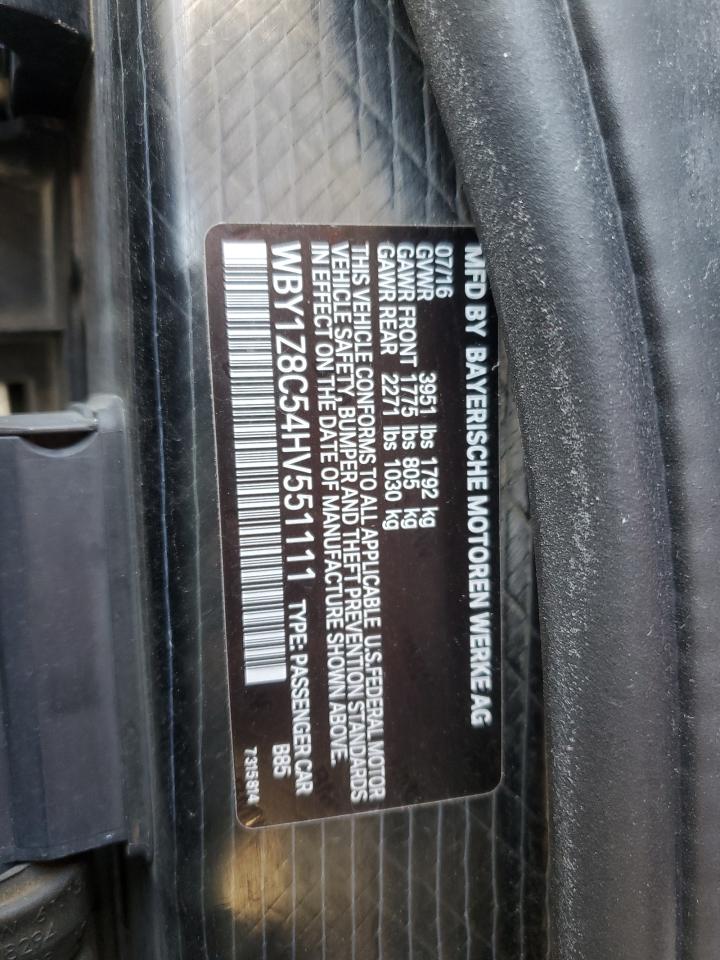 MFD BY BAYERISCHE MOTOREN WERKE AG
07/16
GVWR 3951 lbs 1792 kg
GAWR FRONT 1775 lbs 805 kg
GAWR REAR 2271 lbs 1030 kg
THIS VEHICLE CONFORMS TO ALL APPLICABLE U.S.FEDERAL MOTOR
VEHICLE SAFETY, BUMPER AND THEFT PREVENTION STANDARDS
IN EFFECT ON THE DATE OF MANUFACTURE SHOWN ABOVE.
WBY1Z8C54HV551111 TYPE: PASSENGER CAR
B85
7315 814